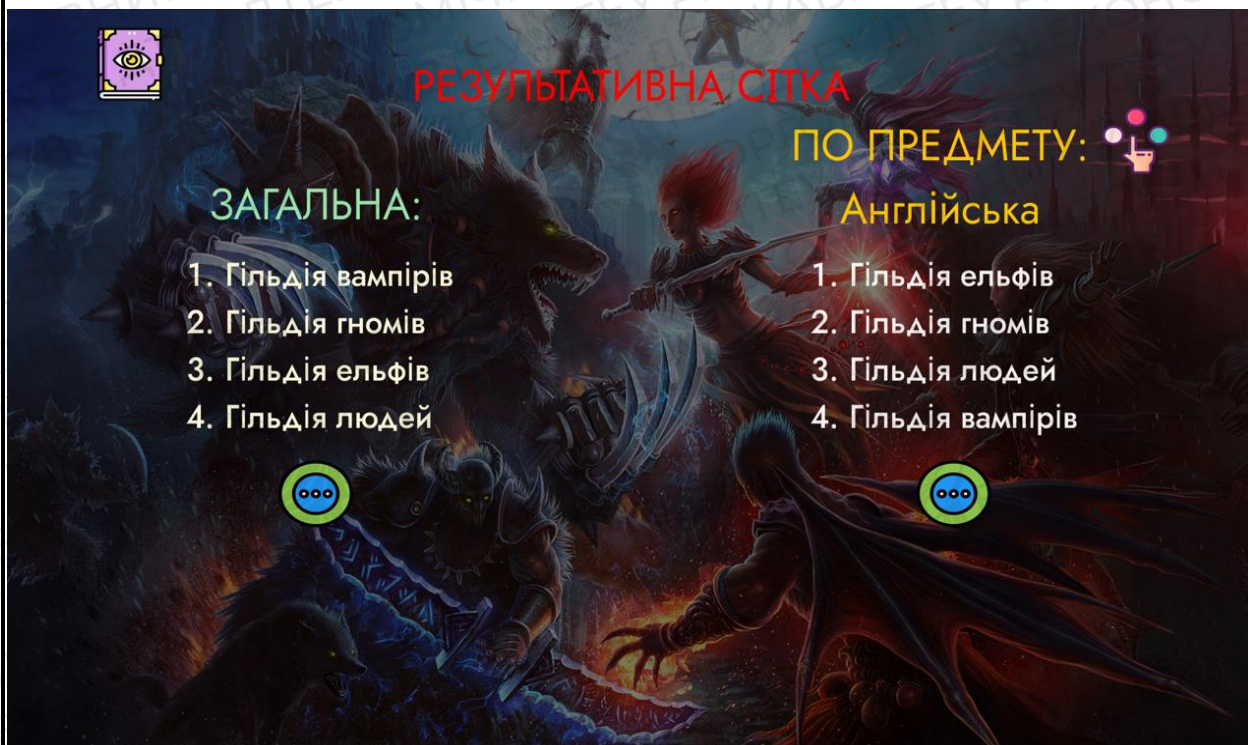 РЕЗУЛЬТАТИВНА СІТКА
ЗАГАЛЬНА:
1. Гільдія вампірів
2. Гільдія гномів
3. Гільдія ельфів
4. Гільдія людей
ПО ПРЕДМЕТУ:
Англійська
1. Гільдія ельфів
2. Гільдія гномів
3. Гільдія людей
4. Гільдія вампірів